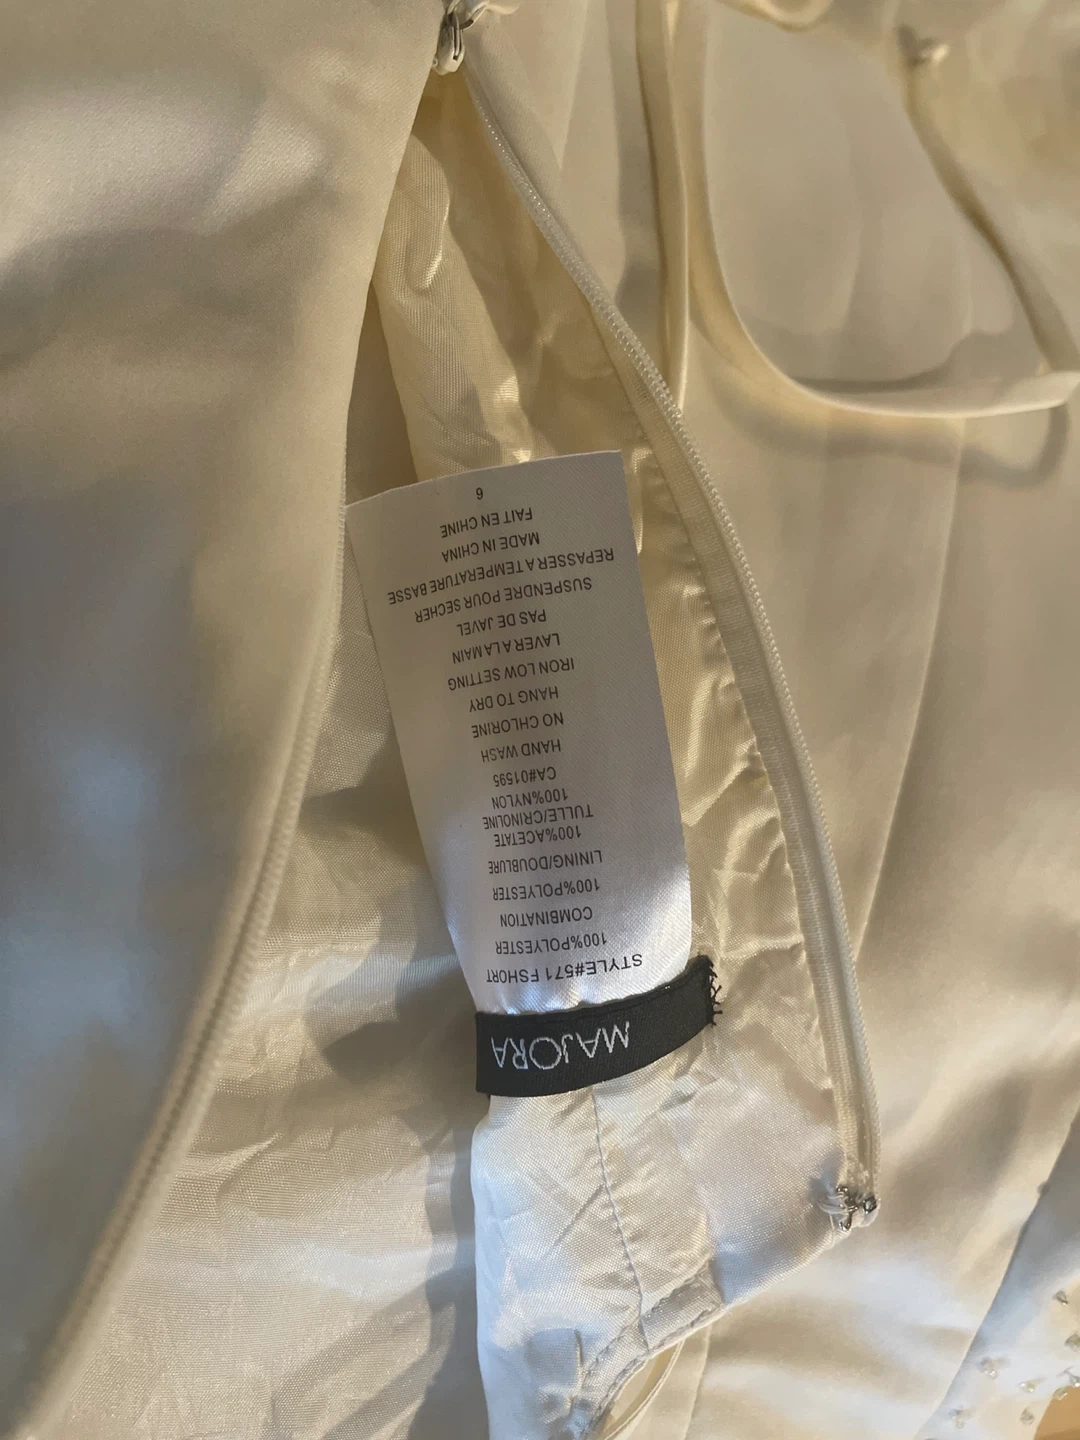 MAJORA
STYLE#571 FSHORT
100%POLYESTER
COMBINATION
100%POLYESTER
LINING/DOUBLURE
100%ACETATE
TULLE/CRINOLINE
100%NYLON
CA#01595
HAND WASH
NO CHLORINE
HANG TO DRY
IRON LOW SETTING
LAVER A LA MAIN
PAS DE JAVEL
SUSPENDRE POUR SECHER
REPASSER A TEMPERATURE BASSE
MADE IN CHINA
FAIT EN CHINE
6